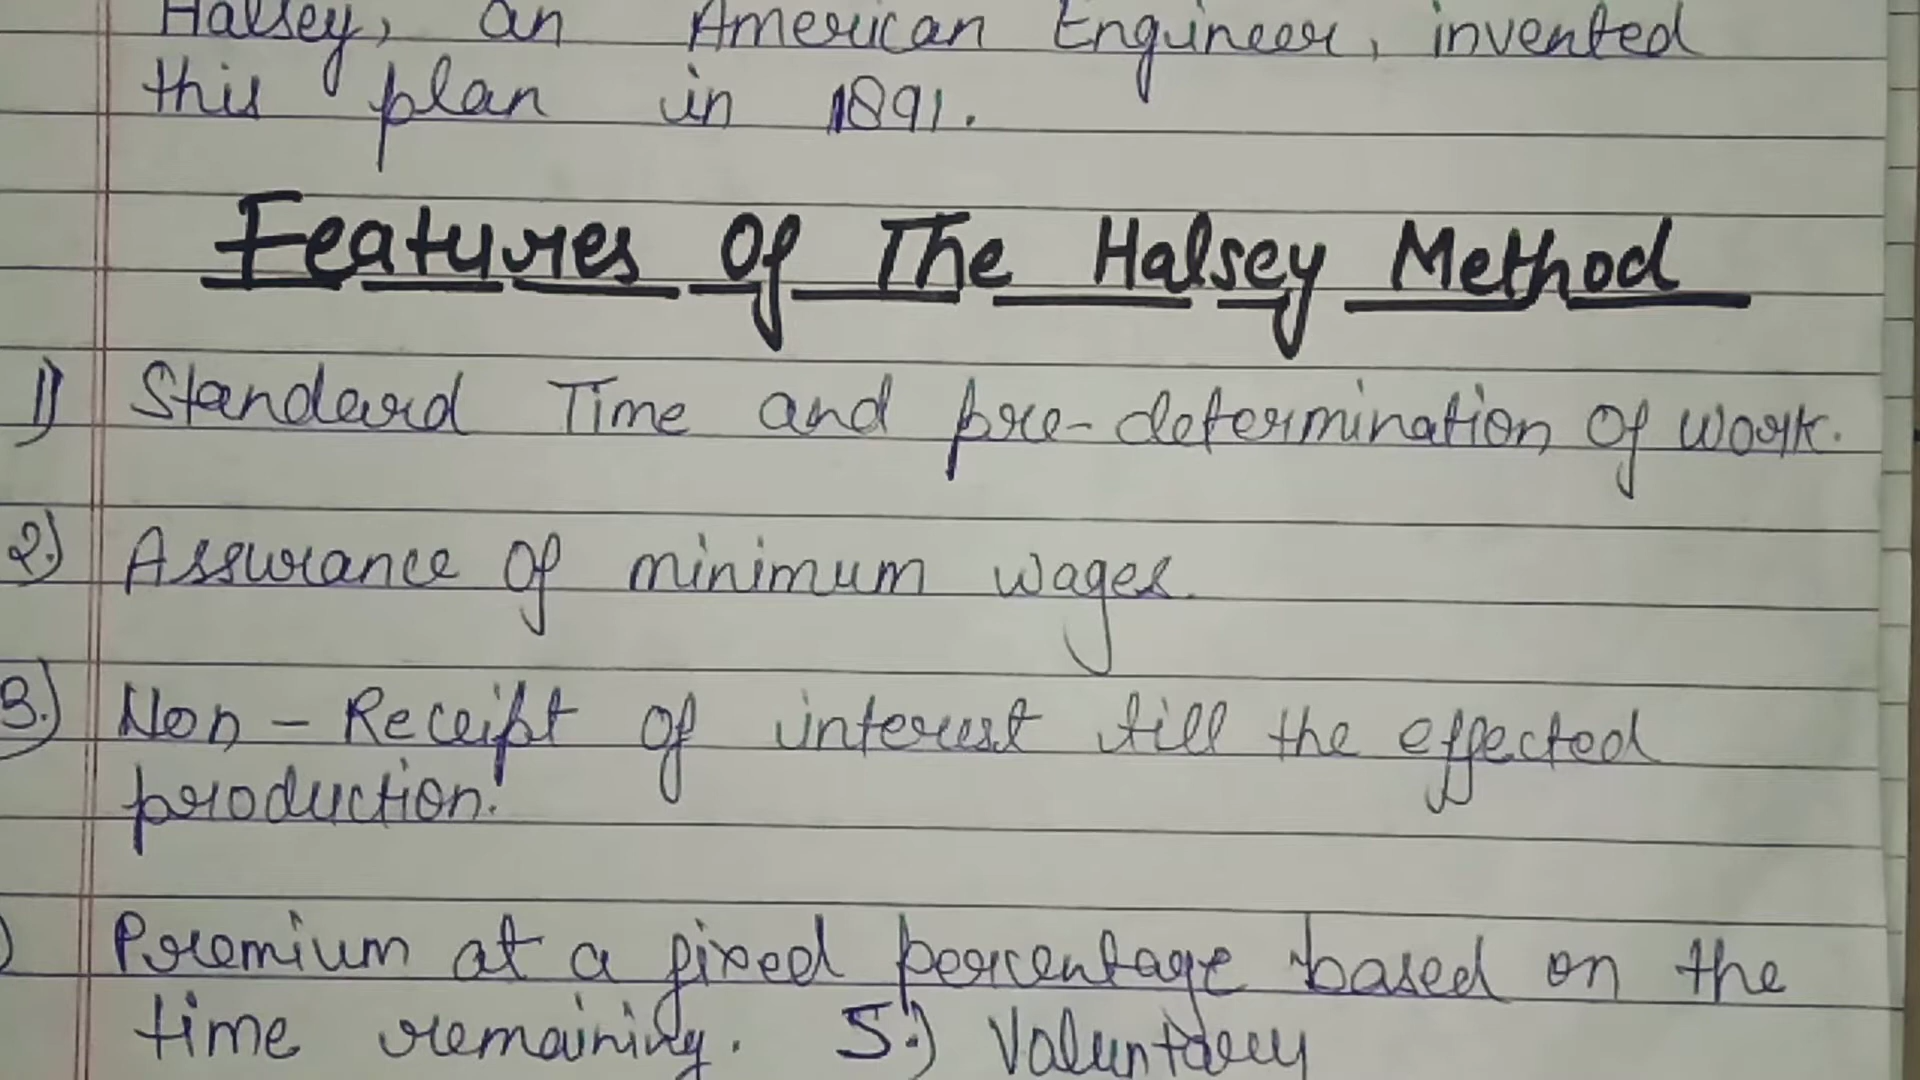 Halsey, an American Engineer, invented
this plan in 1891.
Features Of The Halsey Method
1) Standard Time and pre-determination of work.
2.) Assurance of minimum wages.
3.) Non-Receipt of interest till the effected
production.
) Premium at a fixed percentage based on the
time remaining. 5.) Voluntary